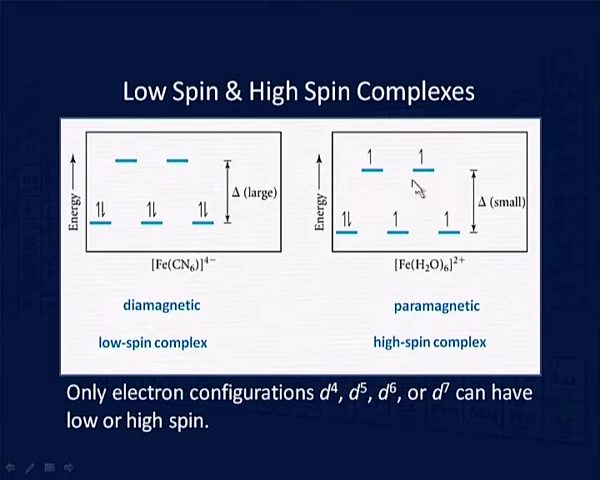 Low Spin & High Spin Complexes
Energy
Δ (large)
[Fe(CN₆)]⁴⁻
diamagnetic
low-spin complex
Energy
Δ (small)
[Fe(H₂O)₆]²⁺
paramagnetic
high-spin complex
Only electron configurations d⁴, d⁵, d⁶, or d⁷ can have
low or high spin.